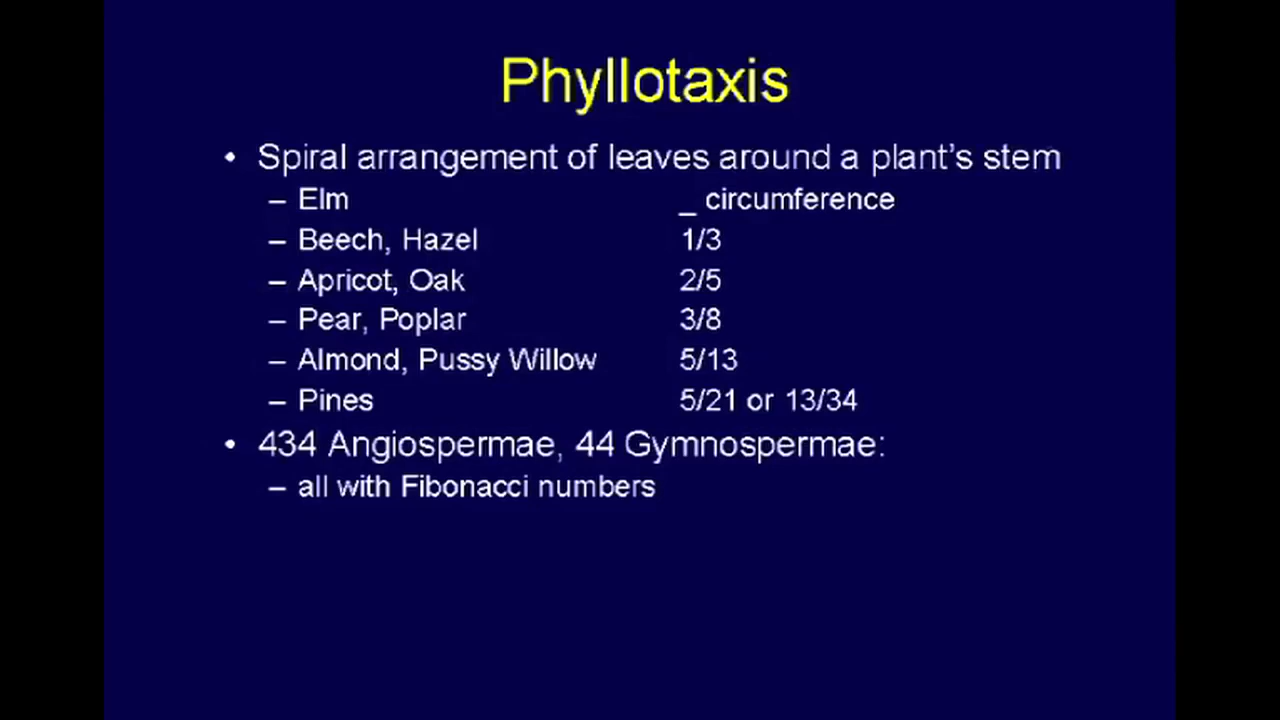 Phyllotaxis
• Spiral arrangement of leaves around a plant's stem
– Elm _ circumference
– Beech, Hazel 1/3
– Apricot, Oak 2/5
– Pear, Poplar 3/8
– Almond, Pussy Willow 5/13
– Pines 5/21 or 13/34
• 434 Angiospermae, 44 Gymnospermae:
– all with Fibonacci numbers